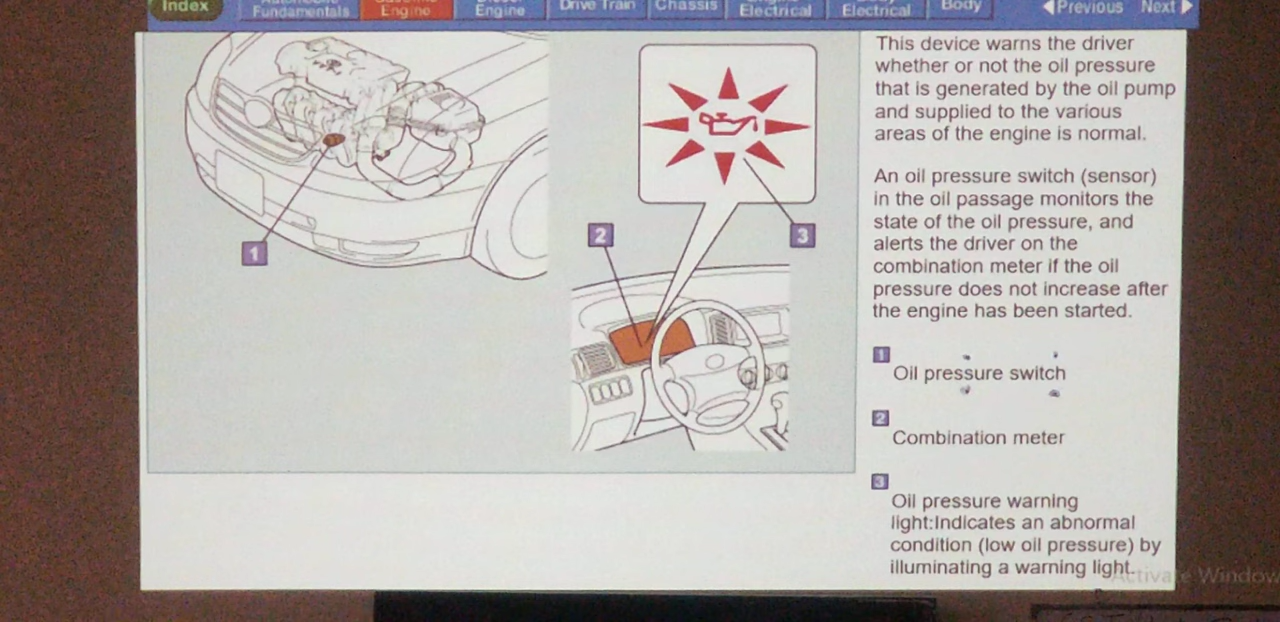 Index
Automobile
Fundamentals
Gasoline
Engine
Diesel
Engine
Drive Train
Chassis
Engine
Electrical
Body
Electrical
Body
Previous
Next
This device warns the driver
whether or not the oil pressure
that is generated by the oil pump
and supplied to the various
areas of the engine is normal.
An oil pressure switch (sensor)
in the oil passage monitors the
state of the oil pressure, and
alerts the driver on the
combination meter if the oil
pressure does not increase after
the engine has been started.
1
2
3
1
Oil pressure switch
2
Combination meter
3
Oil pressure warning
light:Indicates an abnormal
condition (low oil pressure) by
illuminating a warning light.
Activate Window